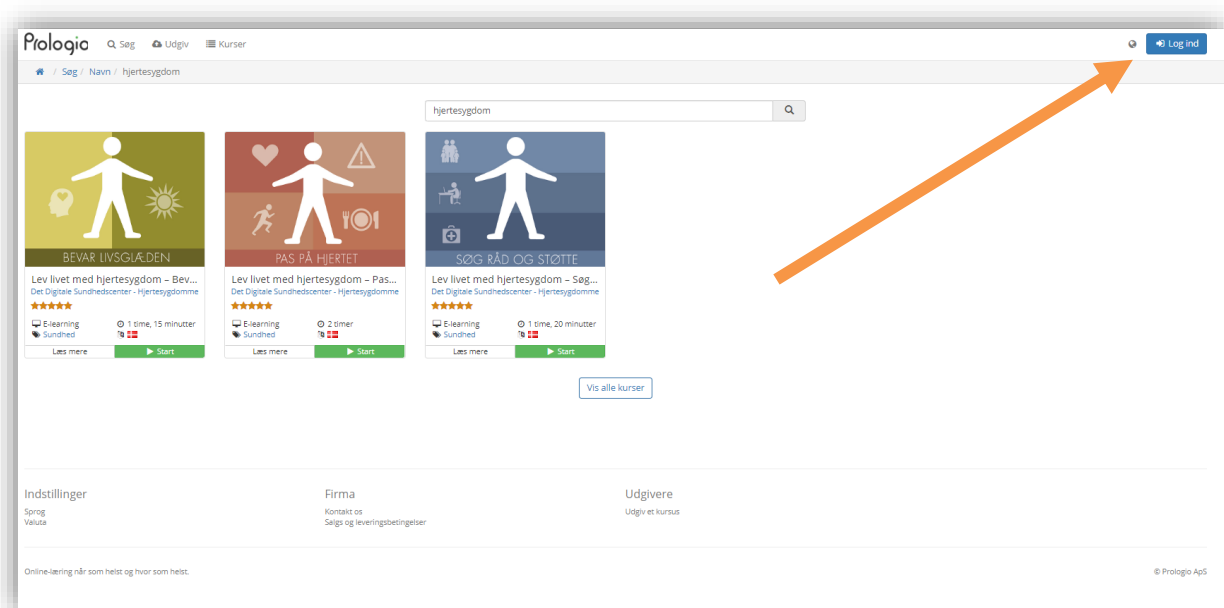 Prologio Søg Udgiv Kurser Log ind
/ Søg / Navn / hjertesygdom
hjertesygdom
BEVAR LIVSGLÆDEN
Lev livet med hjertesygdom – Bev...
Det Digitale Sundhedscenter - Hjertesygdomme
E-learning 1 time, 15 minutter
Sundhed
Læs mere Start
PAS PÅ HJERTET
Lev livet med hjertesygdom – Pas...
Det Digitale Sundhedscenter - Hjertesygdomme
E-learning 2 timer
Sundhed
Læs mere Start
SØG RÅD OG STØTTE
Lev livet med hjertesygdom – Søg...
Det Digitale Sundhedscenter - Hjertesygdomme
E-learning 1 time, 20 minutter
Sundhed
Læs mere Start
Vis alle kurser
Indstillinger
Sprog
Valuta
Firma
Kontakt os
Salgs og leveringsbetingelser
Udgivere
Udgiv et kursus
Online-læring når som helst og hvor som helst.
© Prologio ApS